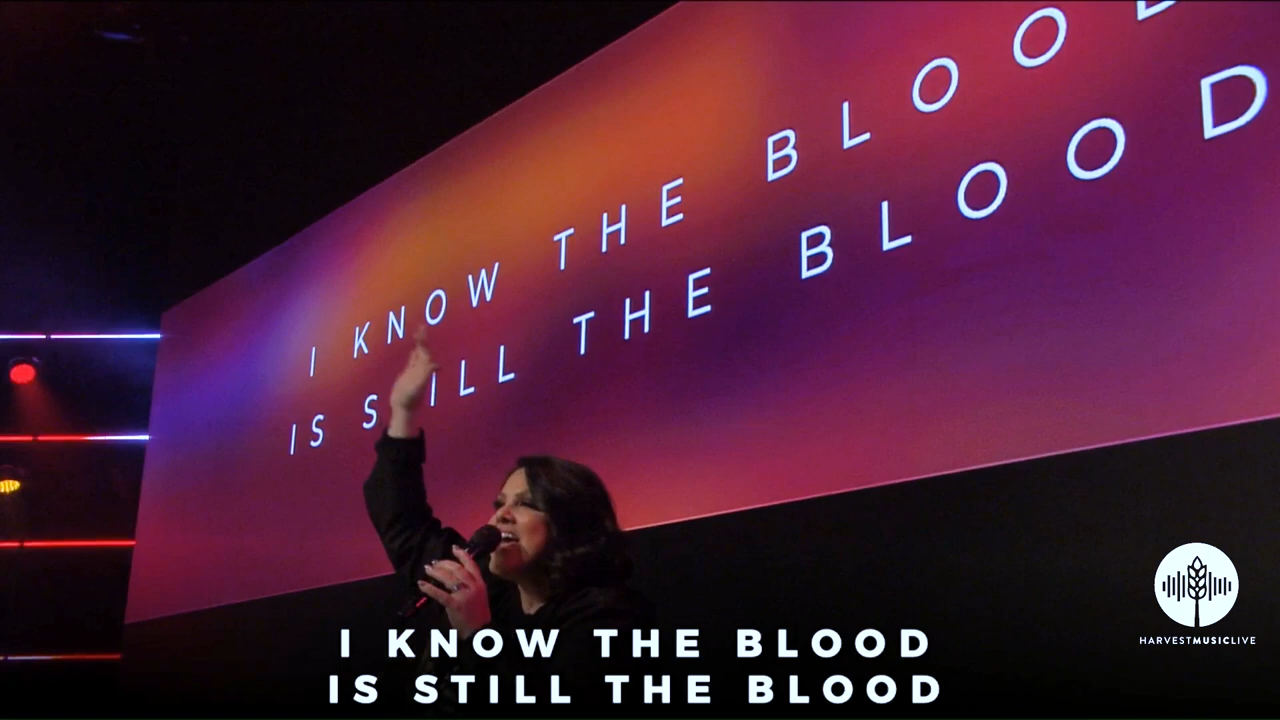 I KNOW THE BLOOD
IS STILL THE BLOOD
I KNOW THE BLOOD
IS STILL THE BLOOD
HARVESTMUSICLIVE